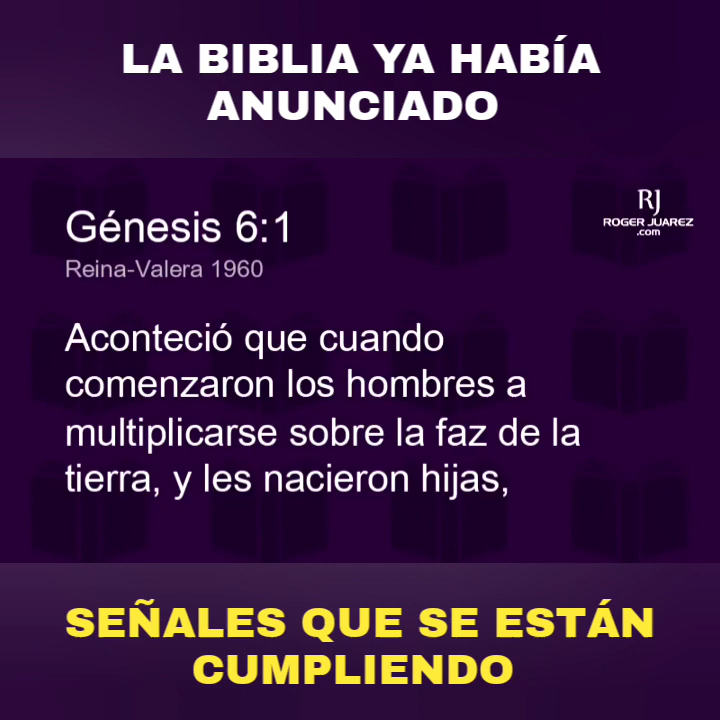 LA BIBLIA YA HABÍA
ANUNCIADO
RJ
ROGER JUAREZ
.com
Génesis 6:1
Reina-Valera 1960
Aconteció que cuando
comenzaron los hombres a
multiplicarse sobre la faz de la
tierra, y les nacieron hijas,
SEÑALES QUE SE ESTÁN
CUMPLIENDO